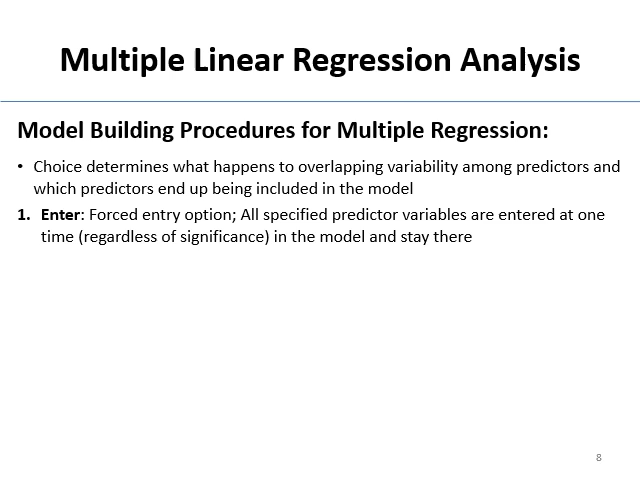 Multiple Linear Regression Analysis
Model Building Procedures for Multiple Regression:
• Choice determines what happens to overlapping variability among predictors and
which predictors end up being included in the model
1. Enter: Forced entry option; All specified predictor variables are entered at one
time (regardless of significance) in the model and stay there
8